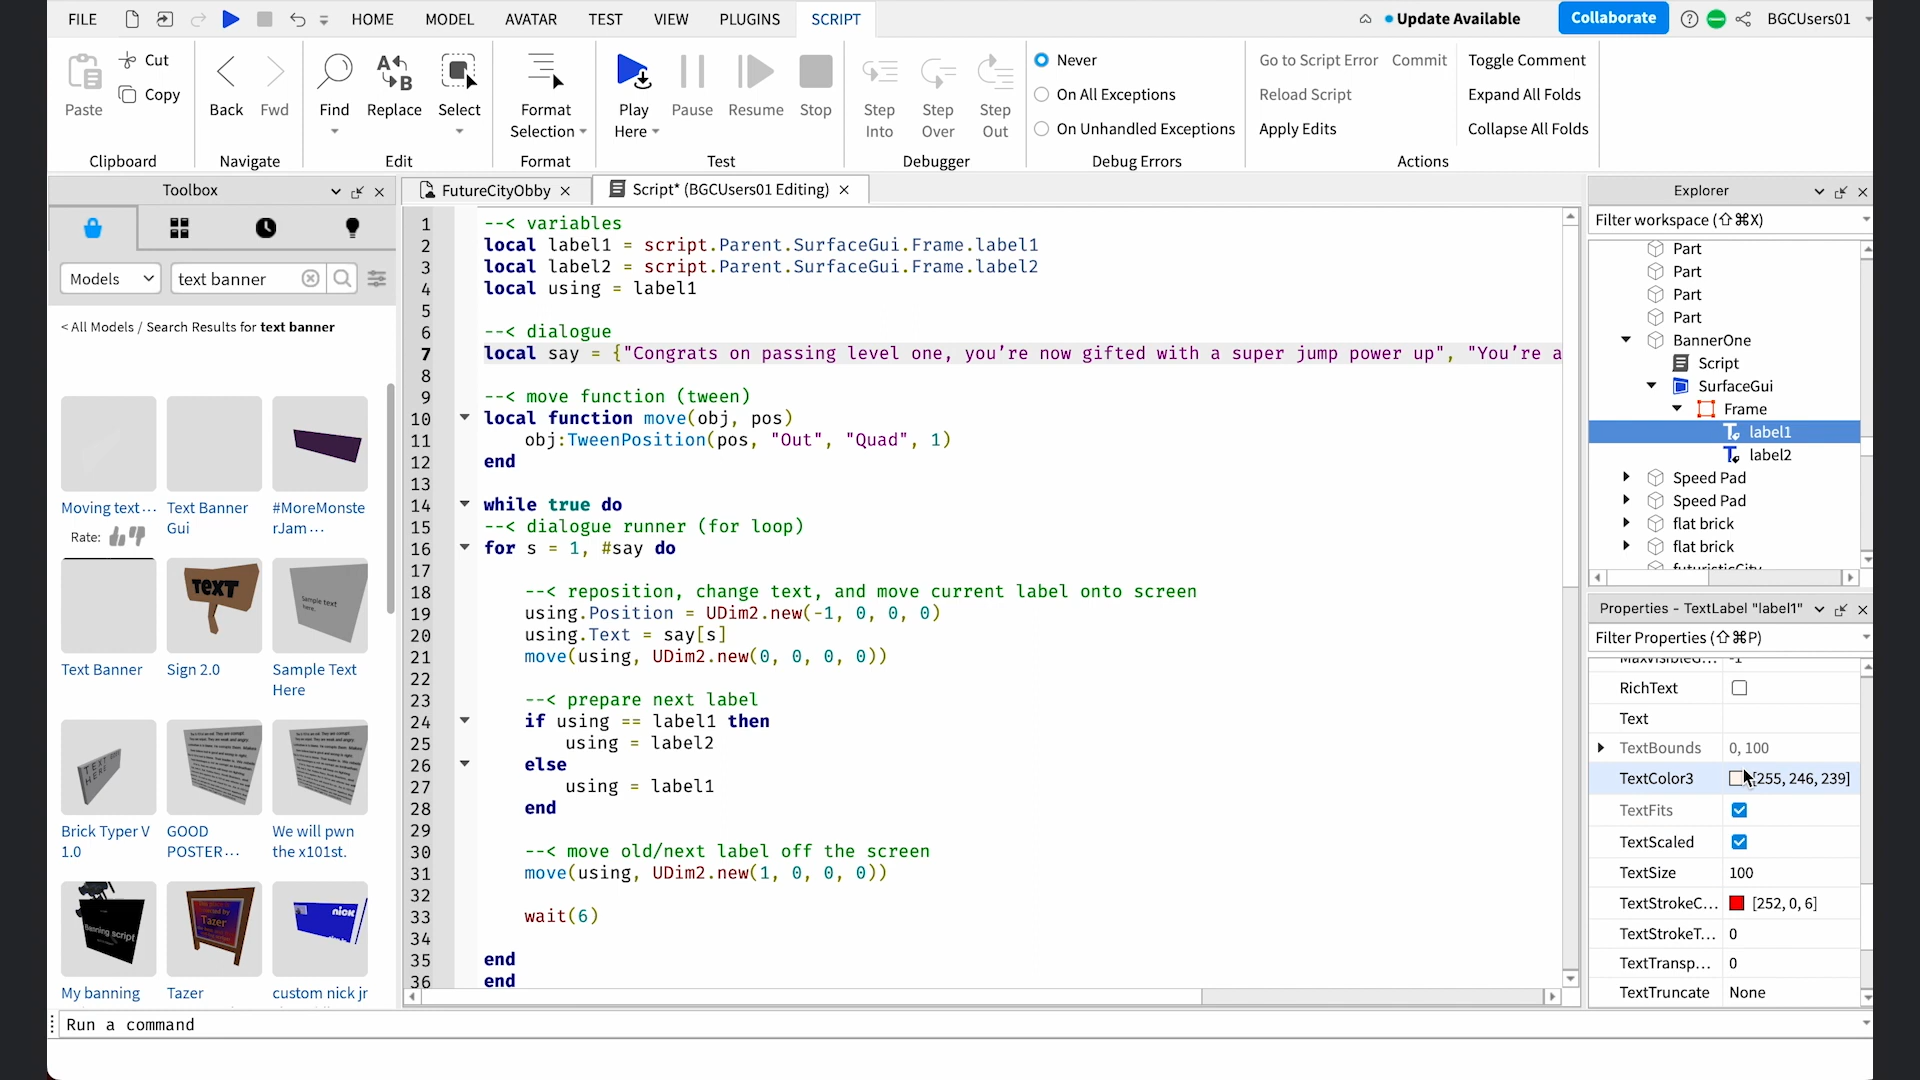 FILE HOME MODEL AVATAR TEST VIEW PLUGINS SCRIPT Update Available Collaborate BGCUsers01
Paste Cut Copy Back Fwd Find Replace Select Format Selection Play Here Pause Resume Stop Step Into Step Over Step Out
Never
On All Exceptions
On Unhandled Exceptions
Go to Script Error Commit Toggle Comment
Reload Script Expand All Folds
Apply Edits Collapse All Folds
Clipboard Navigate Edit Format Test Debugger Debug Errors Actions
Toolbox
Models text banner
< All Models / Search Results for text banner
Moving text... Text Banner Gui #MoreMonsterJam...
Rate:
TEXT
Sample text here.
Text Banner Sign 2.0 Sample Text Here
TEXT HERE
Brick Typer V 1.0 GOOD POSTER... We will pwn the x101st.
Banning script
Tazer
nick
My banning Tazer custom nick jr
FutureCityObby Script* (BGCUsers01 Editing)
1 --< variables
2 local label1 = script.Parent.SurfaceGui.Frame.label1
3 local label2 = script.Parent.SurfaceGui.Frame.label2
4 local using = label1
5
6 --< dialogue
7 local say = {"Congrats on passing level one, you’re now gifted with a super jump power up", "You’re a
8
9 --< move function (tween)
10 local function move(obj, pos)
11 obj:TweenPosition(pos, "Out", "Quad", 1)
12 end
13
14 while true do
15 --< dialogue runner (for loop)
16 for s = 1, #say do
17
18 --< reposition, change text, and move current label onto screen
19 using.Position = UDim2.new(-1, 0, 0, 0)
20 using.Text = say[s]
21 move(using, UDim2.new(0, 0, 0, 0))
22
23 --< prepare next label
24 if using == label1 then
25 using = label2
26 else
27 using = label1
28 end
29
30 --< move old/next label off the screen
31 move(using, UDim2.new(1, 0, 0, 0))
32
33 wait(6)
34
35 end
36 end
Explorer
Filter workspace (⇧⌘X)
Part
Part
Part
Part
BannerOne
Script
SurfaceGui
Frame
label1
label2
Speed Pad
Speed Pad
flat brick
flat brick
futuristicCity
Properties - TextLabel "label1"
Filter Properties (⇧⌘P)
MaxVisibleG... -1
RichText
Text
TextBounds 0, 100
TextColor3 [255, 246, 239]
TextFits
TextScaled
TextSize 100
TextStrokeC... [252, 0, 6]
TextStrokeT... 0
TextTransp... 0
TextTruncate None
Run a command